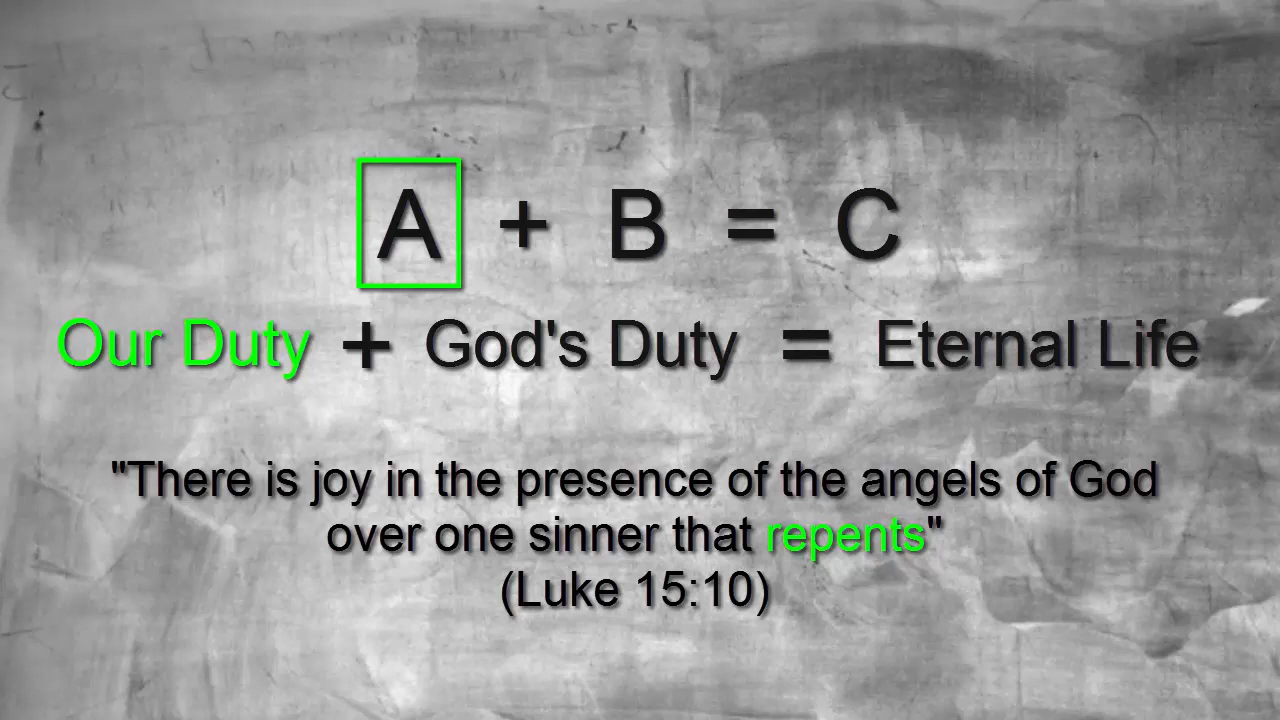 A + B = C
Our Duty + God's Duty = Eternal Life
"There is joy in the presence of the angels of God
over one sinner that repents"
(Luke 15:10)